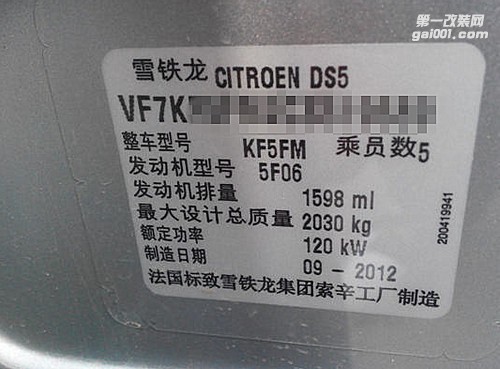 第一改装网
gai001.com
雪铁龙 CITROEN DS5
VF7K
整车型号 KF5FM 乘员数5
发动机型号 5F06
发动机排量 1598 ml
最大设计总质量 2030 kg
额定功率 120 kW
制造日期 09 - 2012
法国标致雪铁龙集团索辛工厂制造
200419941